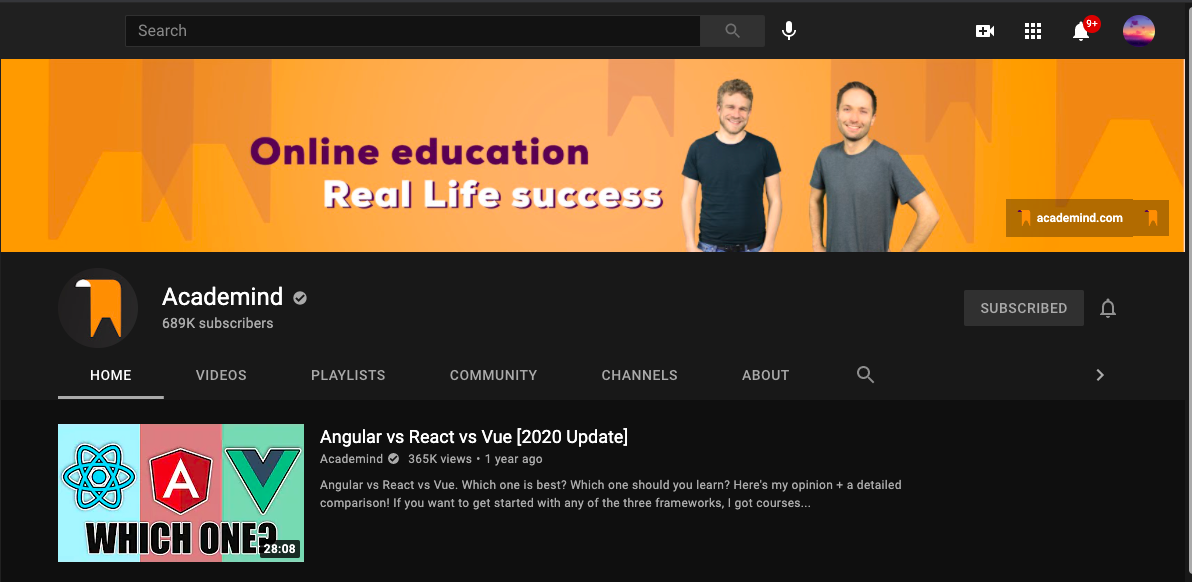 Search
9+
Online education
Real Life success
academind.com
Academind
689K subscribers
SUBSCRIBED
HOME
VIDEOS
PLAYLISTS
COMMUNITY
CHANNELS
ABOUT
A
WHICH ONE?
28:08
Angular vs React vs Vue [2020 Update]
Academind 365K views • 1 year ago
Angular vs React vs Vue. Which one is best? Which one should you learn? Here's my opinion + a detailed
comparison! If you want to get started with any of the three frameworks, I got courses...